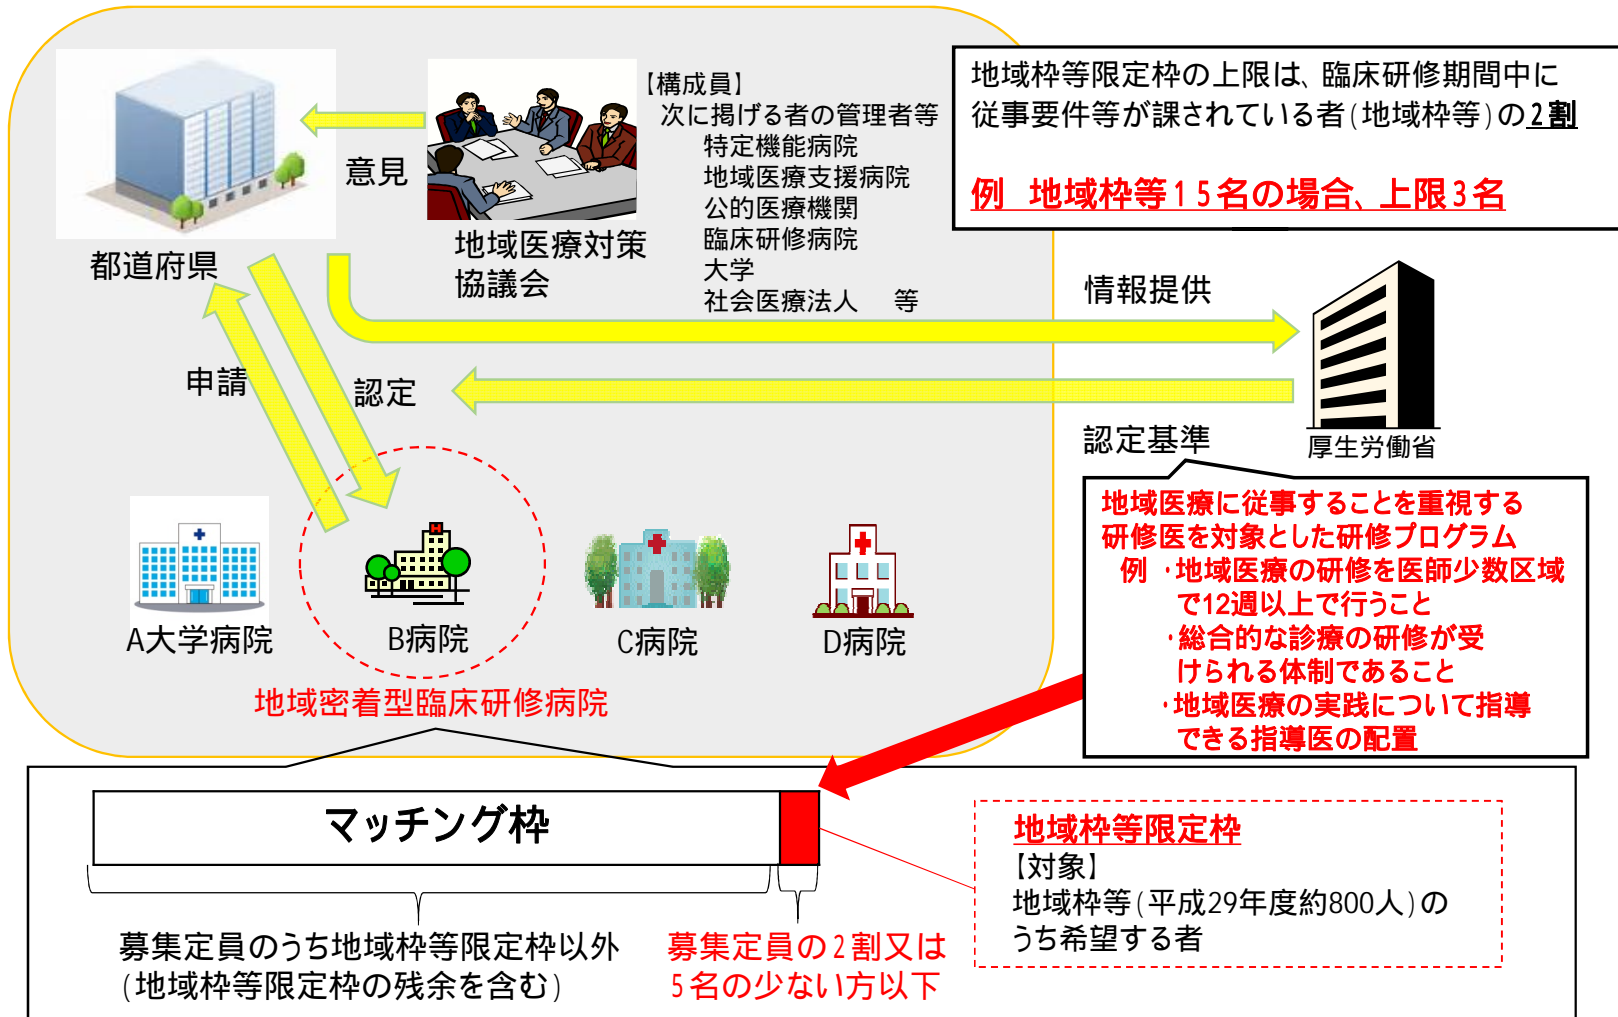 【構成員】
次に掲げる者の管理者等
特定機能病院
地域医療支援病院
公的医療機関
臨床研修病院
大学
社会医療法人 等
意見
都道府県
地域医療対策
協議会
地域枠等限定枠の上限は、臨床研修期間中に
従事要件等が課されている者(地域枠等)の2割
例 地域枠等15名の場合、上限3名
情報提供
申請
認定
認定基準
厚生労働省
地域医療に従事することを重視する
研修医を対象とした研修プログラム
例 ・地域医療の研修を医師少数区域
で12週以上で行うこと
・総合的な診療の研修が受
けられる体制であること
・地域医療の実践について指導
できる指導医の配置
A大学病院
B病院
C病院
D病院
地域密着型臨床研修病院
マッチング枠
募集定員のうち地域枠等限定枠以外
(地域枠等限定枠の残余を含む)
募集定員の2割又は
5名の少ない方以下
地域枠等限定枠
【対象】
地域枠等(平成29年度約800人)の
うち希望する者